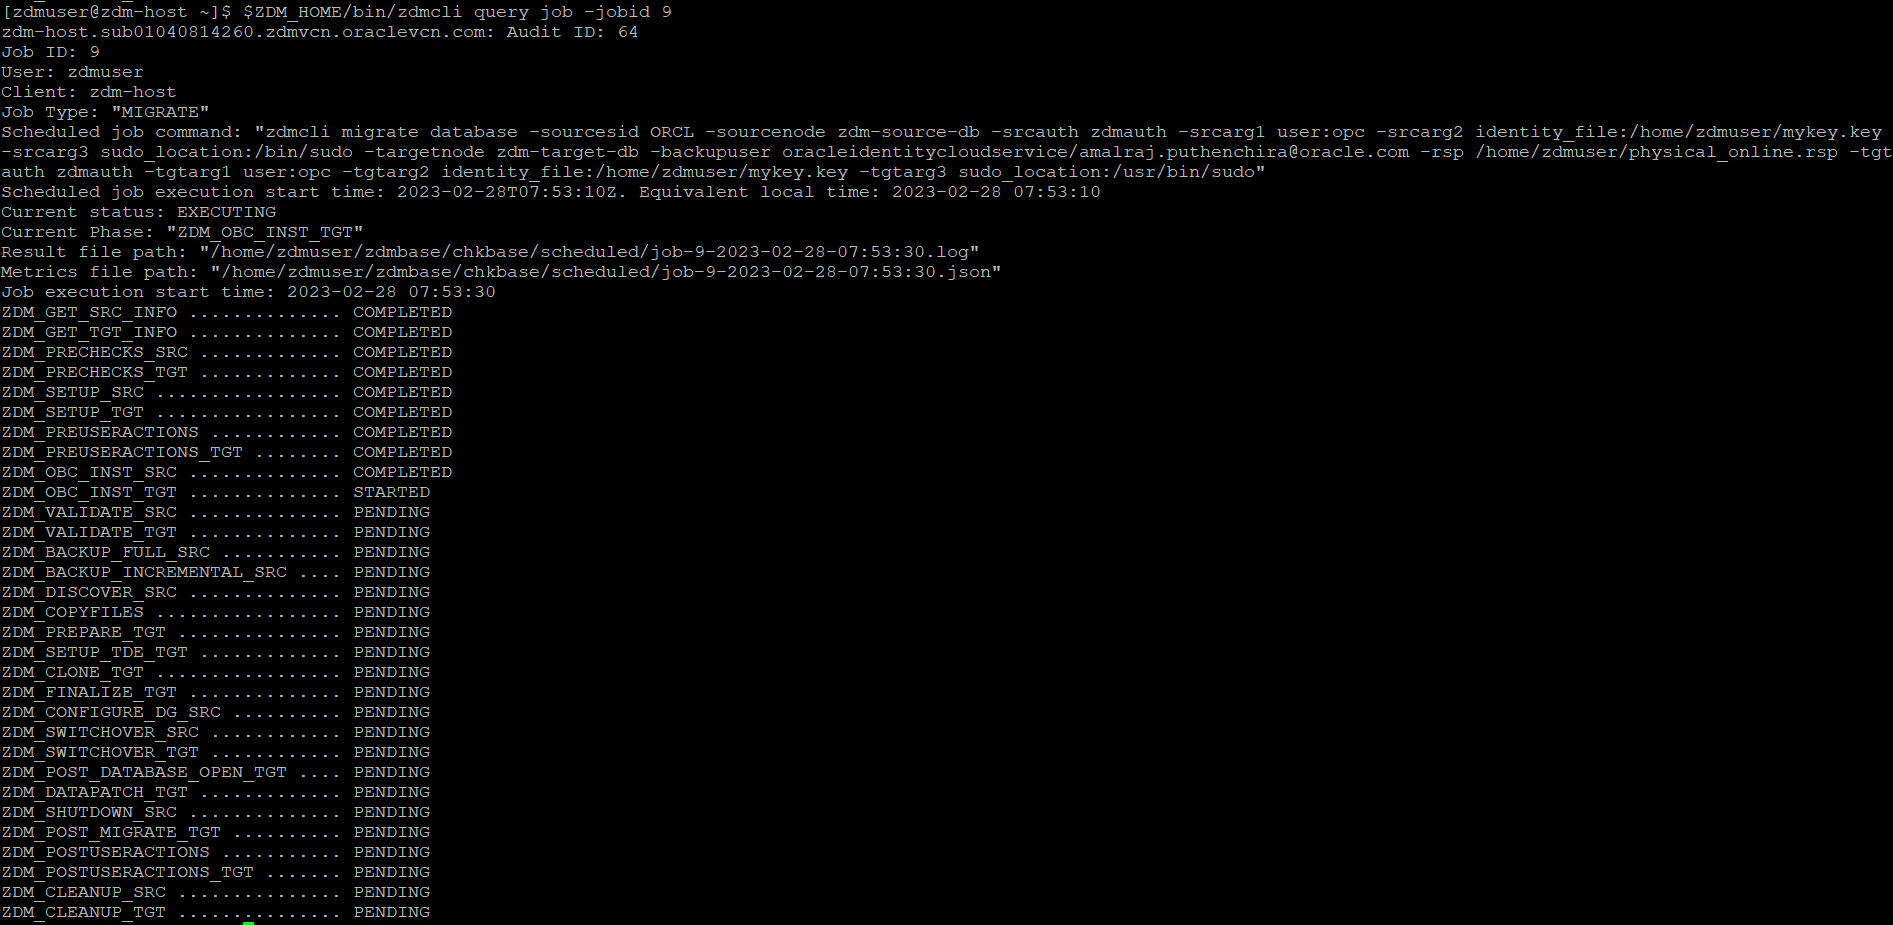 [zdmuser@zdm-host ~]$ $ZDM_HOME/bin/zdmcli query job -jobid 9
zdm-host.sub01040814260.zdmvcn.oraclevcn.com: Audit ID: 64
Job ID: 9
User: zdmuser
Client: zdm-host
Job Type: "MIGRATE"
Scheduled job command: "zdmcli migrate database -sourcesid ORCL -sourcenode zdm-source-db -srcauth zdmauth -srcarg1 user:opc -srcarg2 identity_file:/home/zdmuser/mykey.key
-srcarg3 sudo_location:/bin/sudo -targetnode zdm-target-db -backupuser oracleidentitycloudservice/amalraj.puthenchira@oracle.com -rsp /home/zdmuser/physical_online.rsp -tgt
auth zdmauth -tgtarg1 user:opc -tgtarg2 identity_file:/home/zdmuser/mykey.key -tgtarg3 sudo_location:/usr/bin/sudo"
Scheduled job execution start time: 2023-02-28T07:53:10Z. Equivalent local time: 2023-02-28 07:53:10
Current status: EXECUTING
Current Phase: "ZDM_OBC_INST_TGT"
Result file path: "/home/zdmuser/zdmbase/chkbase/scheduled/job-9-2023-02-28-07:53:30.log"
Metrics file path: "/home/zdmuser/zdmbase/chkbase/scheduled/job-9-2023-02-28-07:53:30.json"
Job execution start time: 2023-02-28 07:53:30
ZDM_GET_SRC_INFO .............. COMPLETED
ZDM_GET_TGT_INFO .............. COMPLETED
ZDM_PRECHECKS_SRC ............. COMPLETED
ZDM_PRECHECKS_TGT ............. COMPLETED
ZDM_SETUP_SRC ................. COMPLETED
ZDM_SETUP_TGT ................. COMPLETED
ZDM_PREUSERACTIONS ............ COMPLETED
ZDM_PREUSERACTIONS_TGT ........ COMPLETED
ZDM_OBC_INST_SRC .............. COMPLETED
ZDM_OBC_INST_TGT .............. STARTED
ZDM_VALIDATE_SRC .............. PENDING
ZDM_VALIDATE_TGT .............. PENDING
ZDM_BACKUP_FULL_SRC ........... PENDING
ZDM_BACKUP_INCREMENTAL_SRC .... PENDING
ZDM_DISCOVER_SRC .............. PENDING
ZDM_COPYFILES ................. PENDING
ZDM_PREPARE_TGT ............... PENDING
ZDM_SETUP_TDE_TGT ............. PENDING
ZDM_CLONE_TGT ................. PENDING
ZDM_FINALIZE_TGT .............. PENDING
ZDM_CONFIGURE_DG_SRC .......... PENDING
ZDM_SWITCHOVER_SRC ............ PENDING
ZDM_SWITCHOVER_TGT ............ PENDING
ZDM_POST_DATABASE_OPEN_TGT .... PENDING
ZDM_DATAPATCH_TGT ............. PENDING
ZDM_SHUTDOWN_SRC .............. PENDING
ZDM_POST_MIGRATE_TGT .......... PENDING
ZDM_POSTUSERACTIONS ........... PENDING
ZDM_POSTUSERACTIONS_TGT ....... PENDING
ZDM_CLEANUP_SRC ............... PENDING
ZDM_CLEANUP_TGT ............... PENDING